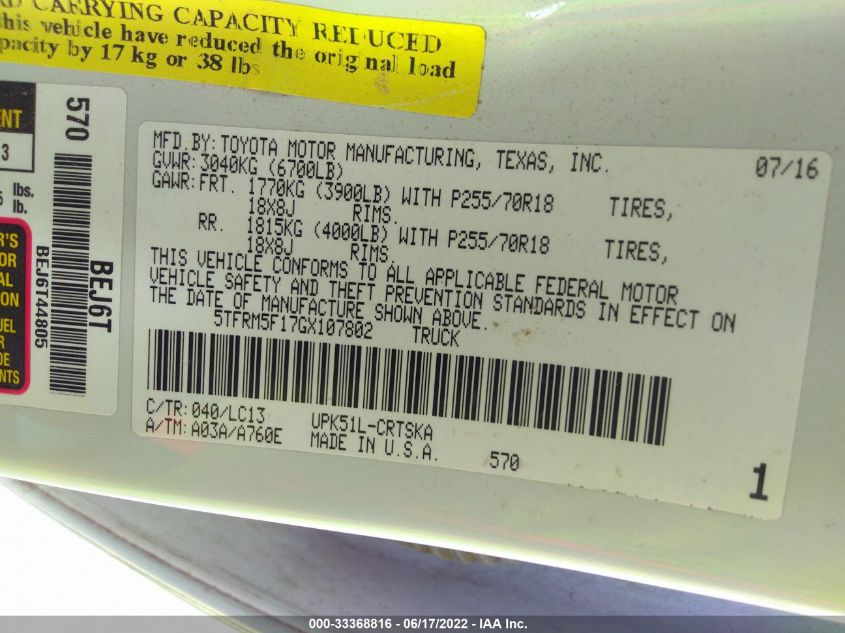 CARRYING CAPACITY REDUCED
this vehicle have reduced the original load
capacity by 17 kg or 38 lbs
570
BEJ6T
BEJ6T44805
3
lbs.
lb.
MFD.BY:TOYOTA MOTOR MANUFACTURING, TEXAS, INC. 07/16
GVWR:3040KG (6700LB)
GAWR:FRT. 1770KG (3900LB) WITH P255/70R18 TIRES,
18X8J RIMS.
RR. 1815KG (4000LB) WITH P255/70R18 TIRES,
18X8J RIMS.
THIS VEHICLE CONFORMS TO ALL APPLICABLE FEDERAL MOTOR
VEHICLE SAFETY AND THEFT PREVENTION STANDARDS IN EFFECT ON
THE DATE OF MANUFACTURE SHOWN ABOVE.
5TFRM5F17GX107802 TRUCK
C/TR:040/LC13 UPK51L-CRTSKA
A/TM:A03A/A760E MADE IN U.S.A. 570
1
000-33368816 - 06/17/2022 - IAA Inc.